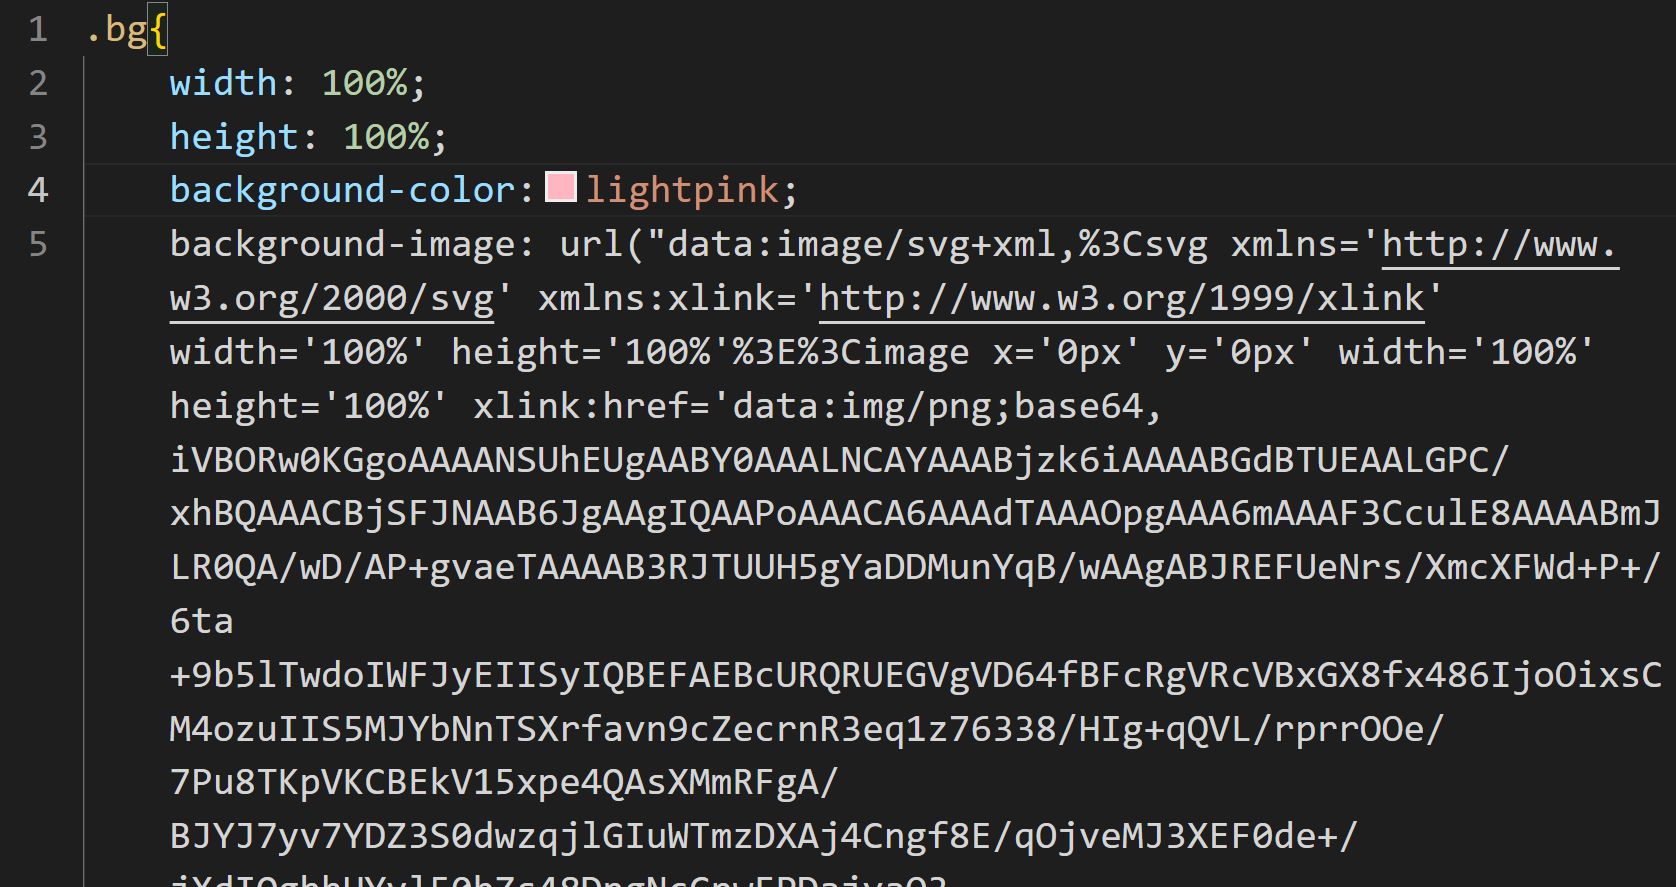 1 .bg{
2 width: 100%;
3 height: 100%;
4 background-color: lightpink;
5 background-image: url("data:image/svg+xml,%3Csvg xmlns='http://www.
w3.org/2000/svg' xmlns:xlink='http://www.w3.org/1999/xlink'
width='100%' height='100%'%3E%3Cimage x='0px' y='0px' width='100%'
height='100%' xlink:href='data:img/png;base64,
iVBORw0KGgoAAAANSUhEUgAABY0AAALNCAYAAABjzk6iAAAABGdBTUEAALGPC/
xhBQAAACBjSFJNAAB6JgAAgIQAAPoAAACA6AAAdTAAAOpgAAA6mAAAF3CculE8AAAABmJ
LR0QA/wD/AP+gvaeTAAAAB3RJTUUH5gYaDDMunYqB/wAAgABJREFUeNrs/XmcXFWd+P+/
6ta
+9b5lTwdoIWFJyEIISyIQBEFAEBcURQRUEGVgVD64fBFcRgVRcVBxGX8fx486IjoOixsC
M4ozuIIS5MJYbNnTSXrfavn9cZecrnR3eq1z76338/HIg+qQVL/rprrOOe/
7Pu8TKpVKCBEkV15xpe4QAsXMmRFgA/
BJYJ7yv7YDZ3S0dwzqjlGIuWTmzDXAj4Cngf8E/qOjveMJ3XEF0de+/